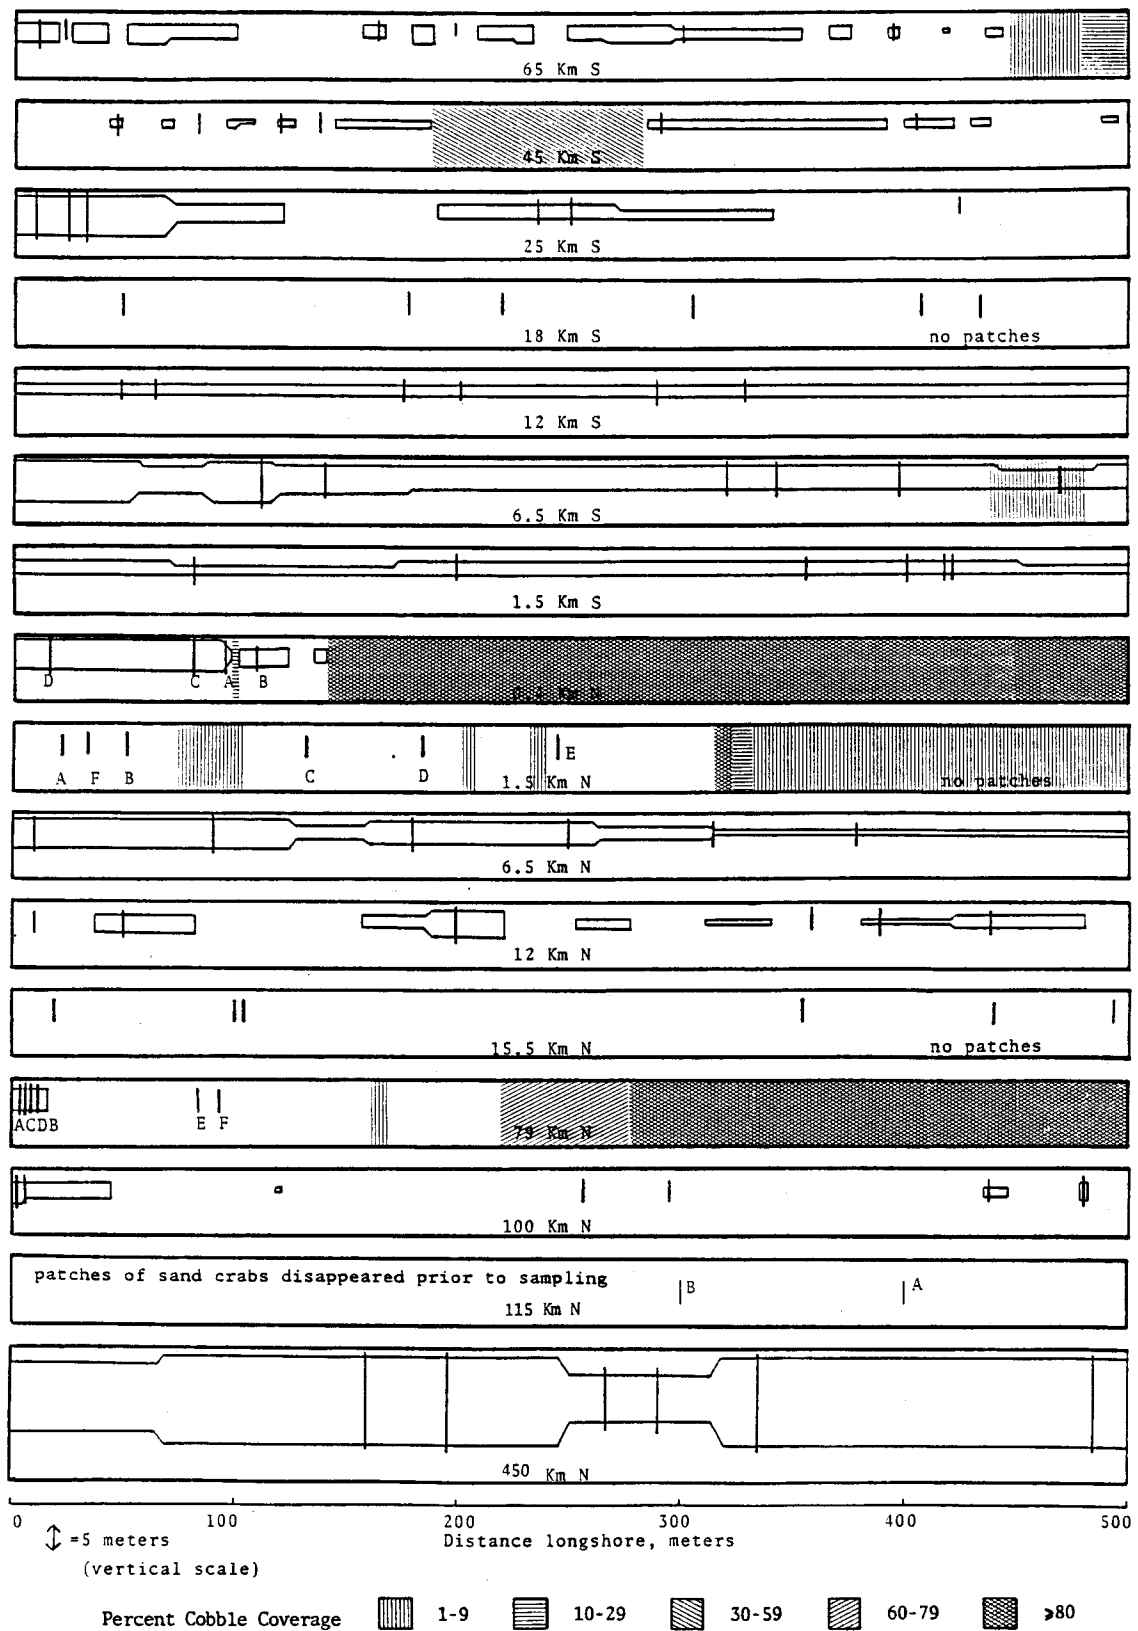 65 Km S
45 Km S
25 Km S
18 Km S
no patches
12 Km S
6.5 Km S
1.5 Km S
D C A B
Km N
A F B C D E
1.5 Km N
no patches
6.5 Km N
12 Km N
15.5 Km N
no patches
ACDB E F
79 Km N
100 Km N
patches of sand crabs disappeared prior to sampling
B A
115 Km N
450 Km N
0 100 200 300 400 500
↕ =5 meters
Distance longshore, meters
(vertical scale)
Percent Cobble Coverage 1-9 10-29 30-59 60-79 ⩾80